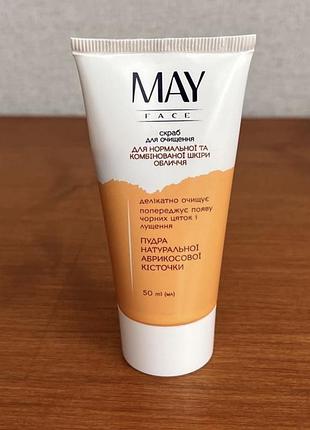 MAY
FACE
скраб
для очищення
ДЛЯ НОРМАЛЬНОЇ ТА
КОМБІНОВАНОЇ ШКІРИ
ОБЛИЧЧЯ
делікатно очищує
попереджує появу
чорних цяток і
лущення
ПУДРА
НАТУРАЛЬНОЇ
АБРИКОСОВОЇ
КІСТОЧКИ
50 ml (мл)